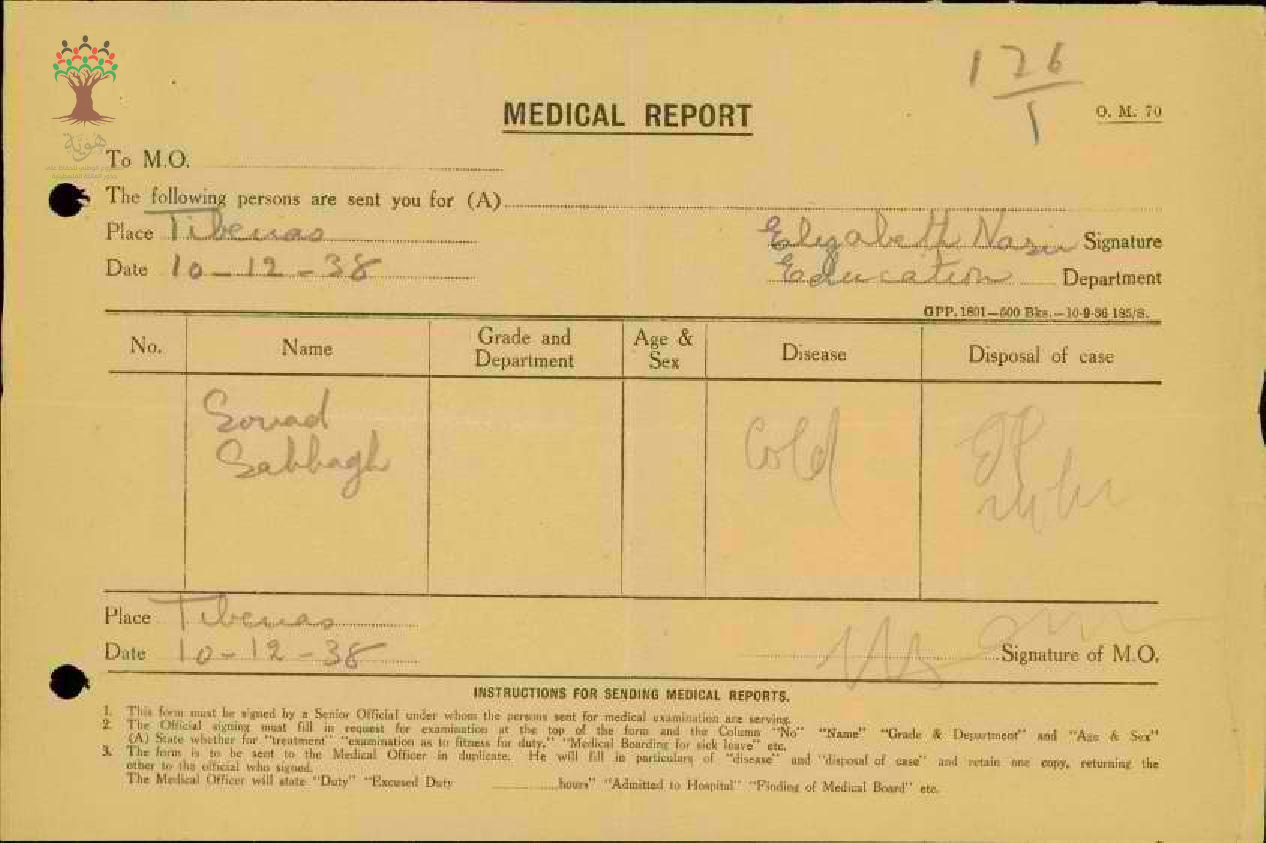 126
1
MEDICAL REPORT
O. M. 70
هوية
To M.O.
The following persons are sent you for (A)
Place Tiberias
Elizabeth Nasir Signature
Date 10-12-38
Education Department
GPP. 1801—600 Bks.—10-9-36 185/S.
No. Name Grade and Department Age & Sex Disease Disposal of case
Souad
Sabbagh
Cold
Place Tiberias
Date 10-12-38
Signature of M.O.
INSTRUCTIONS FOR SENDING MEDICAL REPORTS.
1. This form must be signed by a Senior Official under whom the persons sent for medical examination are serving.
2. The Official signing must fill in request for examination at the top of the form and the Column "No" "Name" "Grade & Department" and "Age & Sex"
(A) State whether for "treatment" "examination as to fitness for duty," "Medical Boarding for sick leave" etc.
3. The form is to be sent to the Medical Officer in duplicate. He will fill in particulars of "disease" and "disposal of case" and retain one copy, returning the
other to the official who signed.
The Medical Officer will state "Duty" "Excused Duty ............hours" "Admitted to Hospital" "Finding of Medical Board" etc.